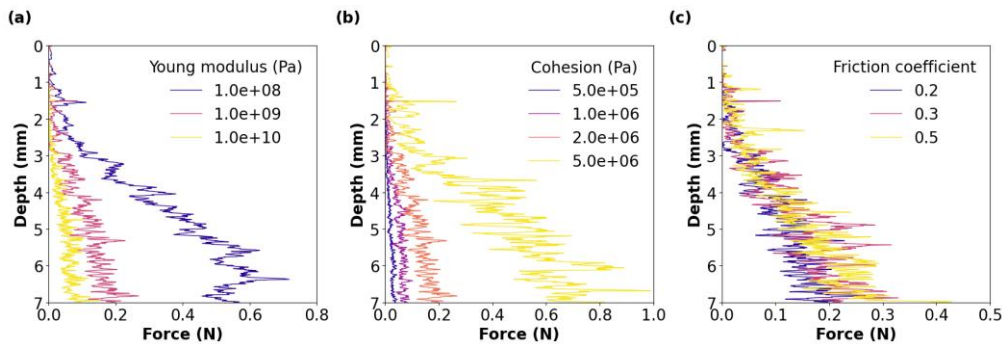 (a)
Young modulus (Pa)
1.0e+08
1.0e+09
1.0e+10
0
1
2
3
4
5
6
7
Depth (mm)
0.0
0.2
0.4
0.6
0.8
Force (N)
(b)
Cohesion (Pa)
5.0e+05
1.0e+06
2.0e+06
5.0e+06
0
1
2
3
4
5
6
7
Depth (mm)
0.0
0.2
0.4
0.6
0.8
1.0
Force (N)
(c)
Friction coefficient
0.2
0.3
0.5
0
1
2
3
4
5
6
7
Depth (mm)
0.0
0.1
0.2
0.3
0.4
0.5
Force (N)